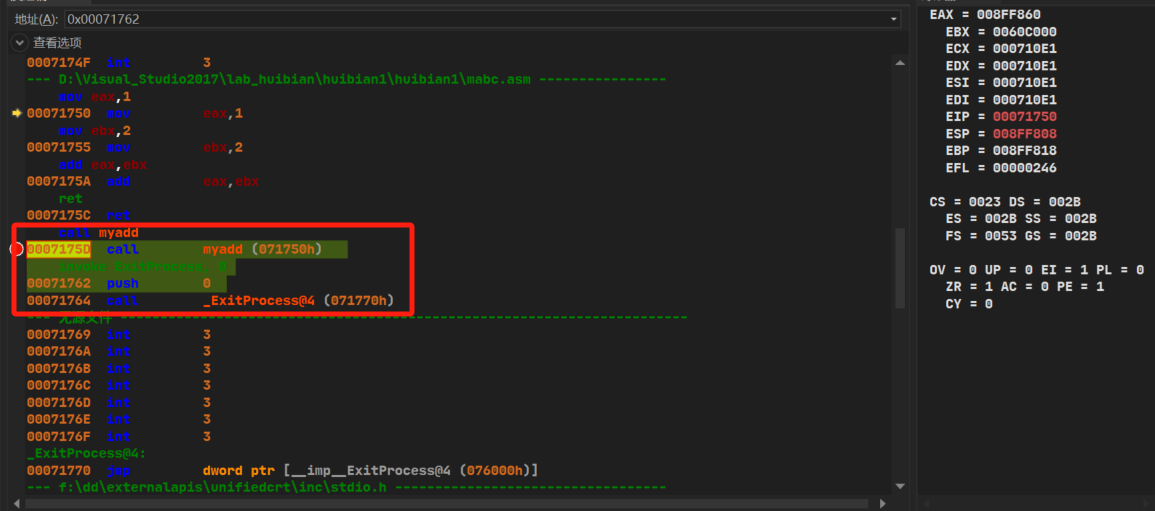 地址(A): 0x00071762
查看选项
0007174F int 3
--- D:\Visual_Studio2017\lab_huibian\huibian1\huibian1\mabc.asm ----------------
mov eax,1
00071750 mov eax,1
mov ebx,2
00071755 mov ebx,2
add eax,ebx
0007175A add eax,ebx
ret
0007175C ret
call myadd
0007175D call myadd (071750h)
ExitProcess,
00071762 push 0
00071764 call _ExitProcess@4 (071770h)
--- 无源文件 -----------------------------------------------------------------------
00071769 int 3
0007176A int 3
0007176B int 3
0007176C int 3
0007176D int 3
0007176E int 3
0007176F int 3
_ExitProcess@4:
00071770 jmp dword ptr [__imp__ExitProcess@4 (076000h)]
--- f:\dd\externalapis\unifiedcrt\inc\stdio.h ----------------------------------
EAX = 008FF860
EBX = 0060C000
ECX = 000710E1
EDX = 000710E1
ESI = 000710E1
EDI = 000710E1
EIP = 00071750
ESP = 008FF808
EBP = 008FF818
EFL = 00000246
CS = 0023 DS = 002B
ES = 002B SS = 002B
FS = 0053 GS = 002B
OV = 0 UP = 0 EI = 1 PL = 0
ZR = 1 AC = 0 PE = 1
CY = 0